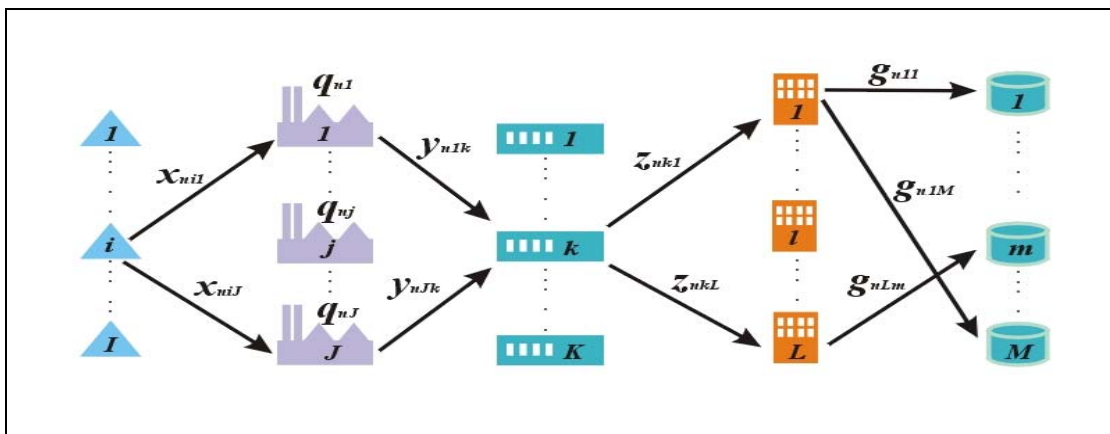 q_n1 g_n11
1 1 1 1 1
x_ni1 y_n1k z_nk1 g_n1M
q_nj
i j k l m
x_niJ y_nJk z_nkL g_nLm
q_nJ
I J K L M